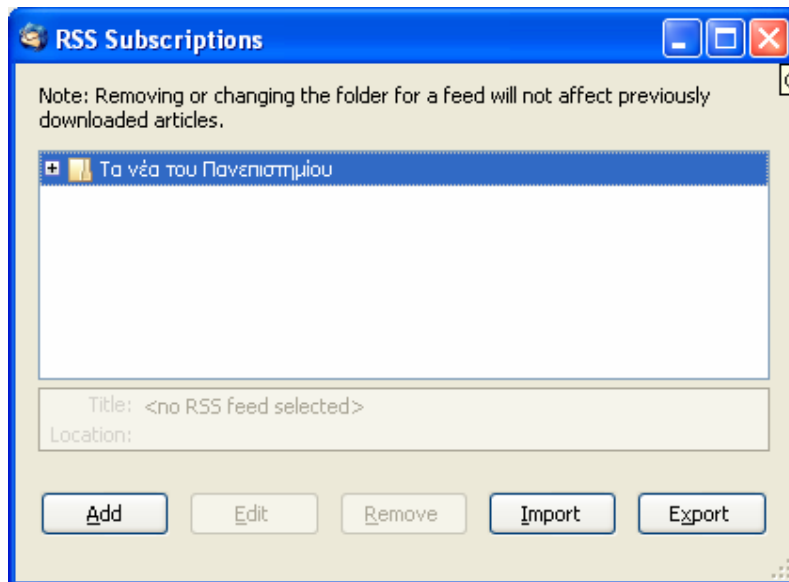 RSS Subscriptions
Note: Removing or changing the folder for a feed will not affect previously
downloaded articles.
Τα νέα του Πανεπιστημίου
Title: <no RSS feed selected>
Location:
Add Edit Remove Import Export